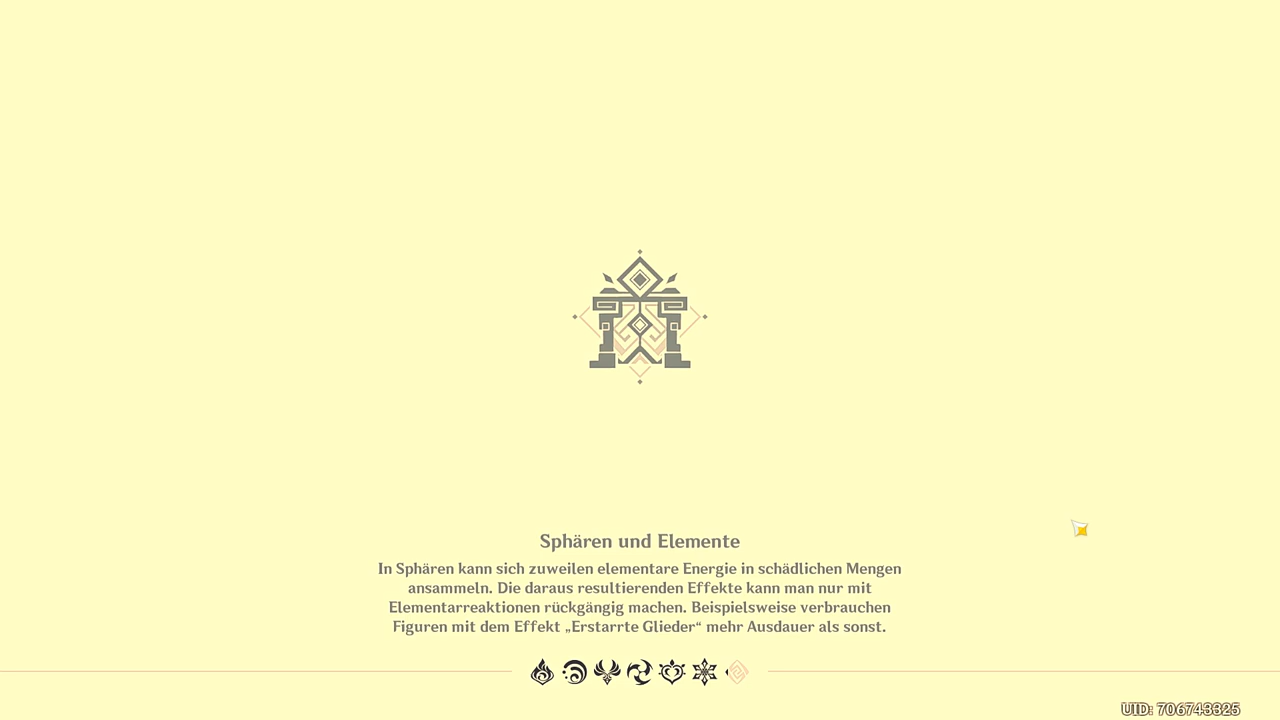 Sphären und Elemente
In Sphären kann sich zuweilen elementare Energie in schädlichen Mengen
ansammeln. Die daraus resultierenden Effekte kann man nur mit
Elementarreaktionen rückgängig machen. Beispielsweise verbrauchen
Figuren mit dem Effekt „Erstarrte Glieder“ mehr Ausdauer als sonst.
UID: 706743325